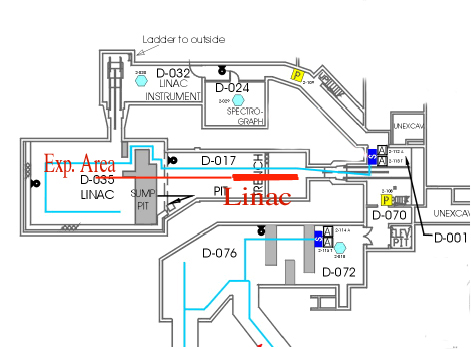 Ladder to outside
D-032
LINAC
INSTRUMENT
D-024
SPECTRO-
GRAPH
P
UNEXCAV
S
A
A
Exp. Area
D-035
LINAC
D-017
TRENCH
SUMP
PIT
PIT
Linac
P
D-070
UNEXCAV
D-001
ELEV
PIT
D-076
S
A
A
D-072